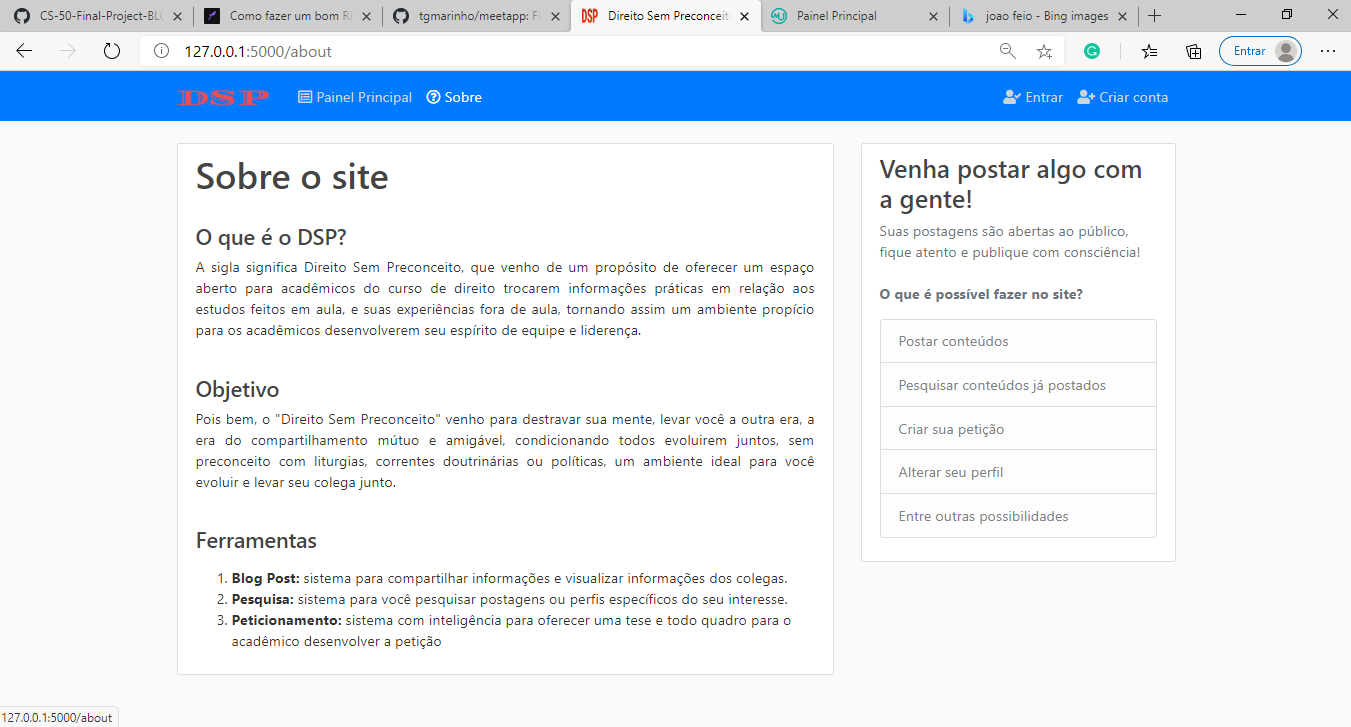 CS-50-Final-Project-BLO
Como fazer um bom RE
tgmarinho/meetapp: Fi
DSP Direito Sem Preconceit
Painel Principal
joao feio - Bing images
127.0.0.1:5000/about
Entrar
DSP
Painel Principal
Sobre
Entrar
Criar conta
Sobre o site
O que é o DSP?
A sigla significa Direito Sem Preconceito, que venho de um propósito de oferecer um espaço
aberto para acadêmicos do curso de direito trocarem informações práticas em relação aos
estudos feitos em aula, e suas experiências fora de aula, tornando assim um ambiente propício
para os acadêmicos desenvolverem seu espírito de equipe e liderença.
Objetivo
Pois bem, o "Direito Sem Preconceito" venho para destravar sua mente, levar você a outra era, a
era do compartilhamento mútuo e amigável, condicionando todos evoluirem juntos, sem
preconceito com liturgias, correntes doutrinárias ou políticas, um ambiente ideal para você
evoluir e levar seu colega junto.
Ferramentas
1. Blog Post: sistema para compartilhar informações e visualizar informações dos colegas.
2. Pesquisa: sistema para você pesquisar postagens ou perfis específicos do seu interesse.
3. Peticionamento: sistema com inteligência para oferecer uma tese e todo quadro para o
acadêmico desenvolver a petição
Venha postar algo com
a gente!
Suas postagens são abertas ao público,
fique atento e publique com consciência!
O que é possível fazer no site?
Postar conteúdos
Pesquisar conteúdos já postados
Criar sua petição
Alterar seu perfil
Entre outras possibilidades
127.0.0.1:5000/about